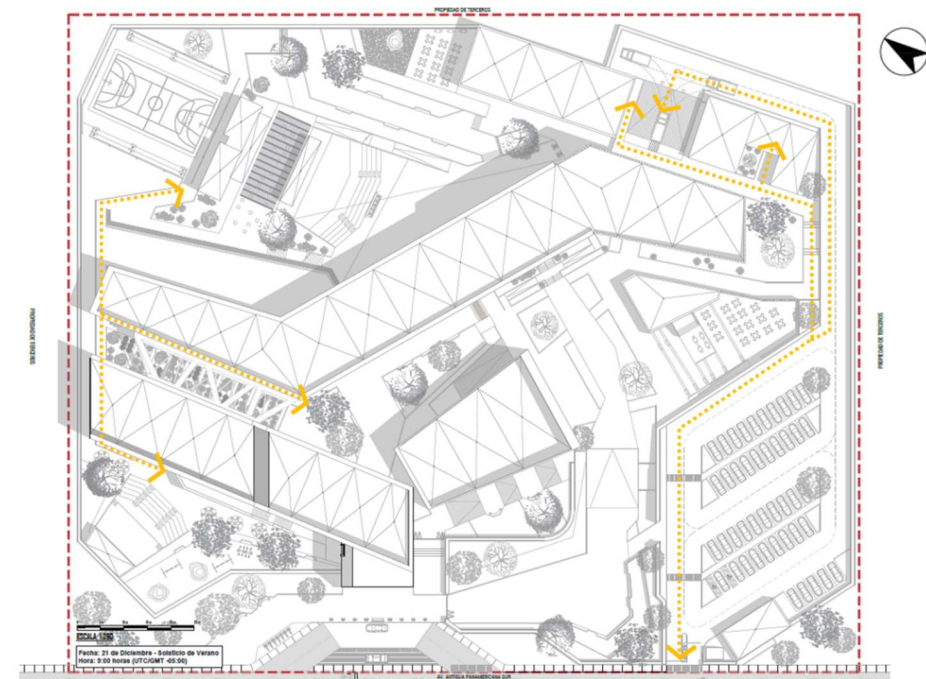 PROPIEDAD DE TERCEROS
PROPIEDAD DE TERCEROS
PROPIEDAD DE TERCEROS
ESCALA 1:250
Fecha: 21 de Diciembre - Solsticio de Verano
Hora: 9:00 horas (UTC/GMT -05:00)
AV. ANTIGUA PANAMERICANA SUR